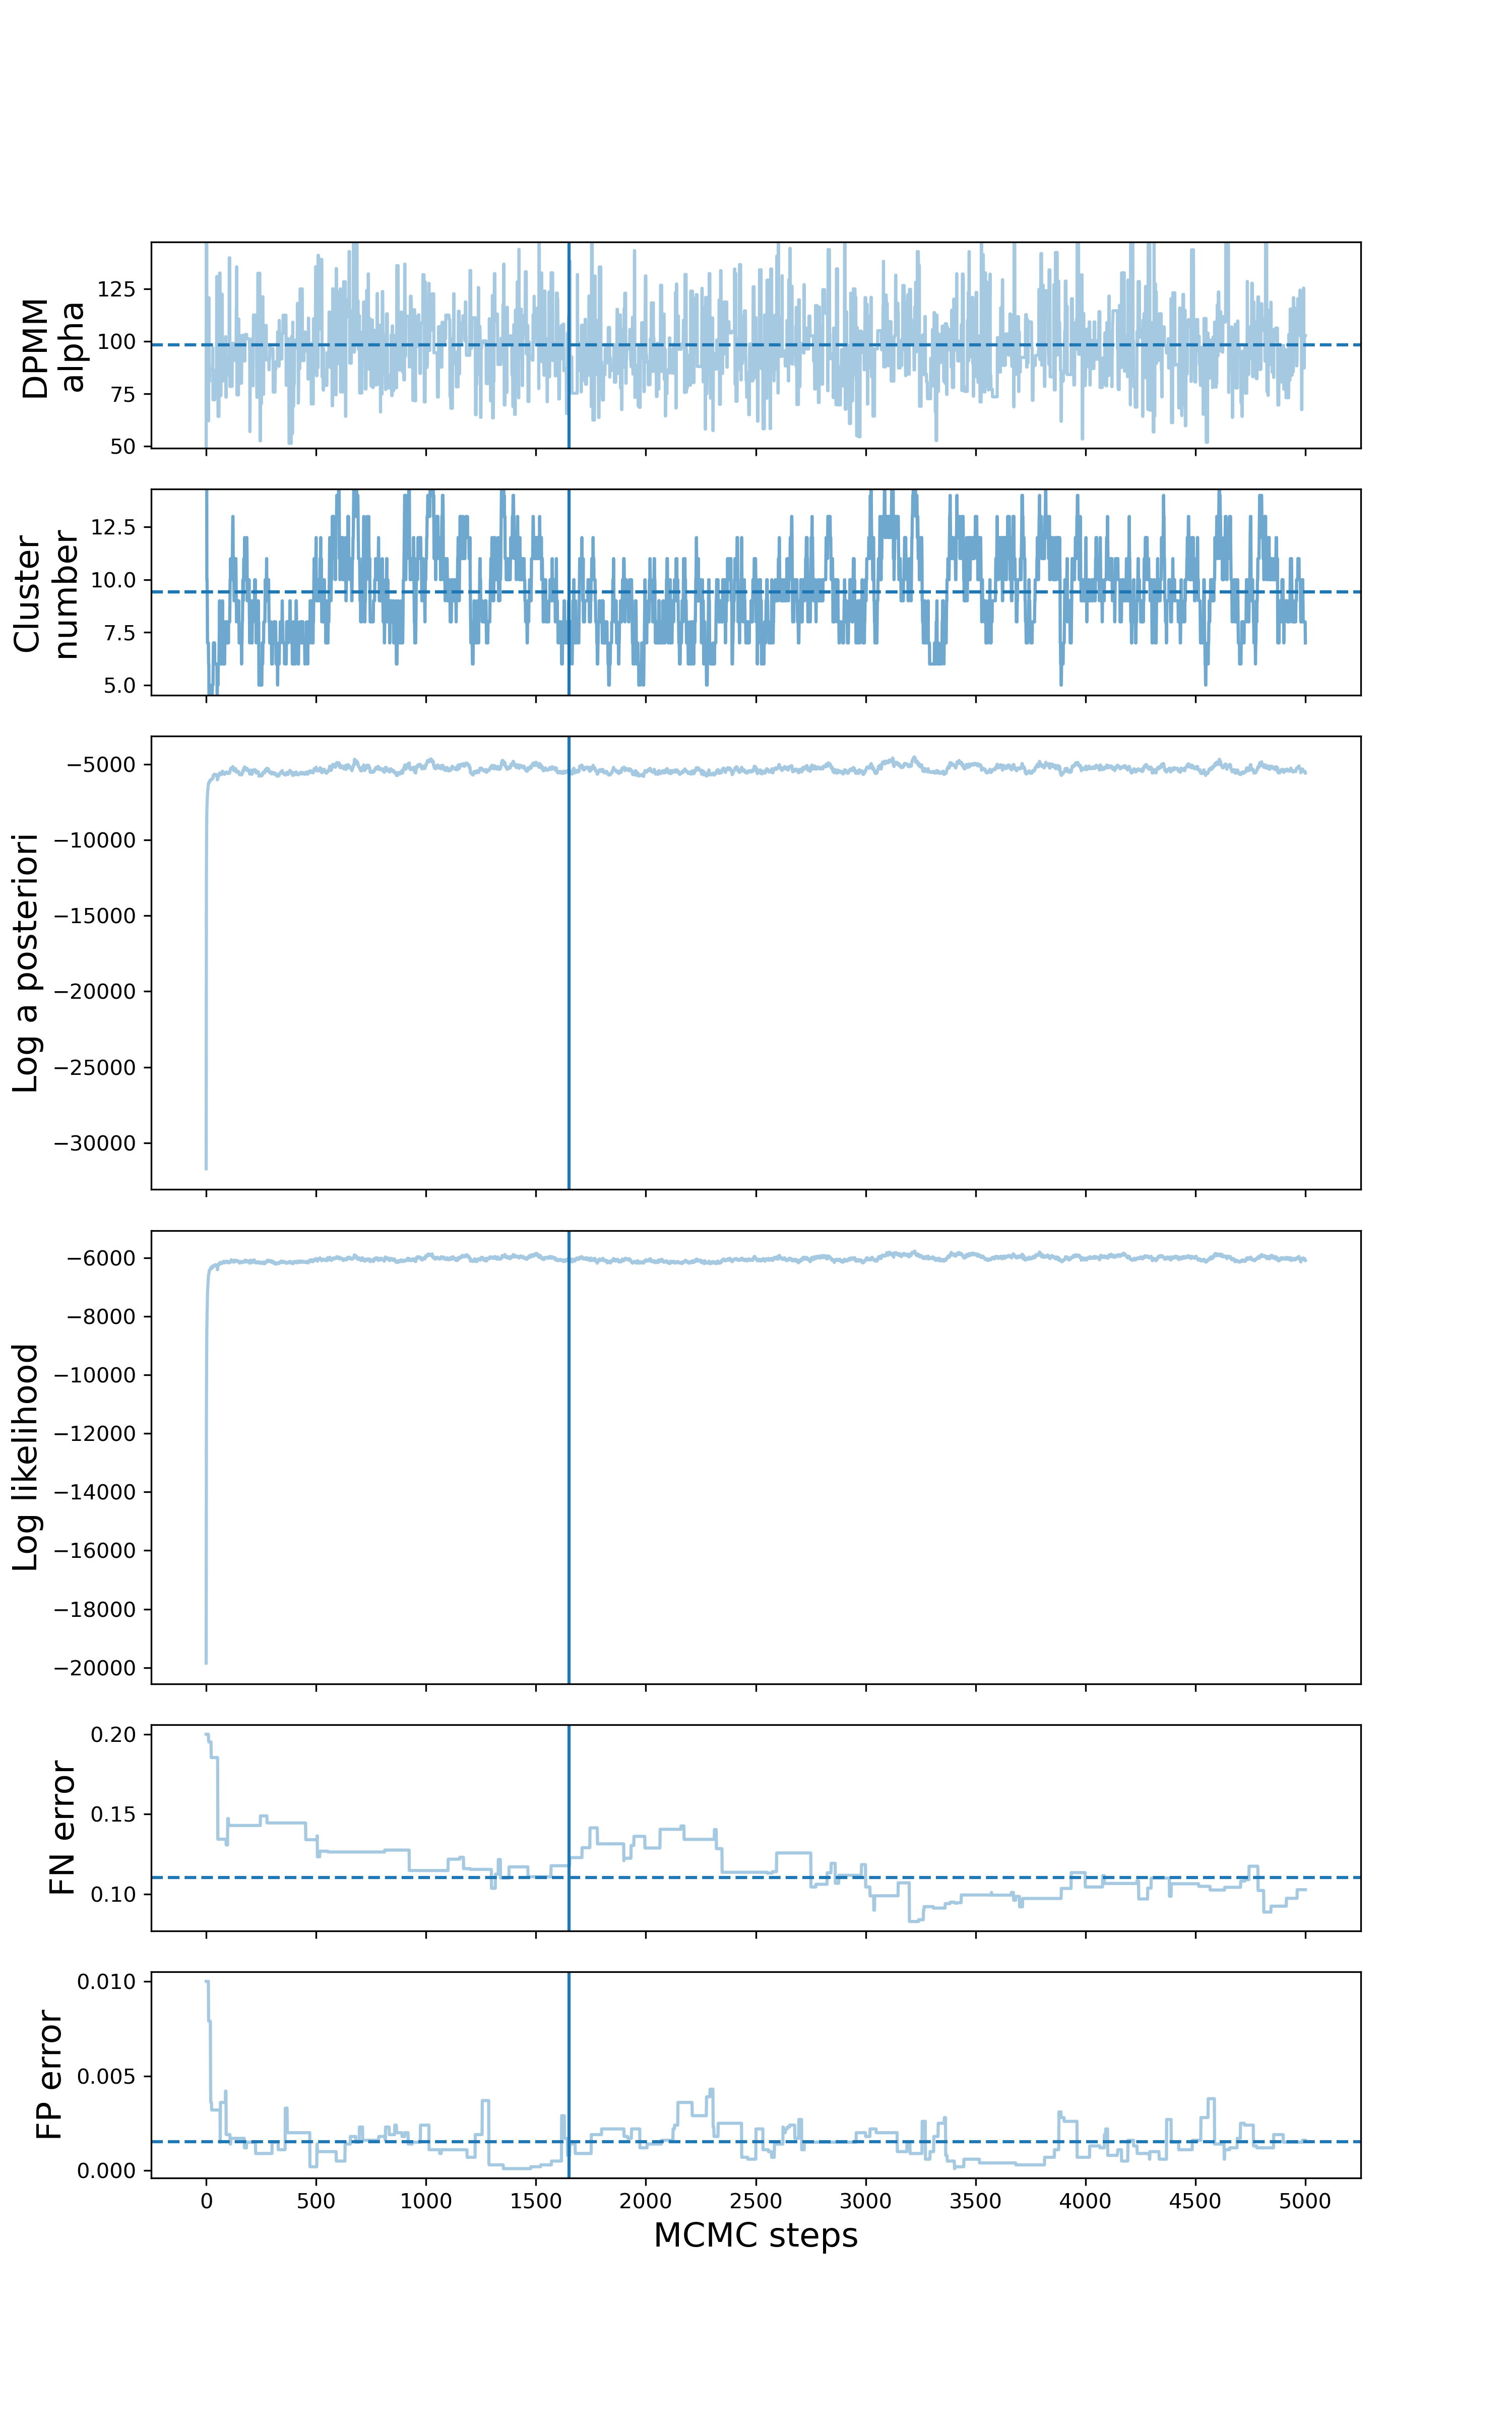 DPMM
alpha
125
100
75
50
Cluster
number
12.5
10.0
7.5
5.0
Log a posteriori
−5000
−10000
−15000
−20000
−25000
−30000
Log likelihood
−6000
−8000
−10000
−12000
−14000
−16000
−18000
−20000
FN error
0.20
0.15
0.10
FP error
0.010
0.005
0.000
0 500 1000 1500 2000 2500 3000 3500 4000 4500 5000
MCMC steps